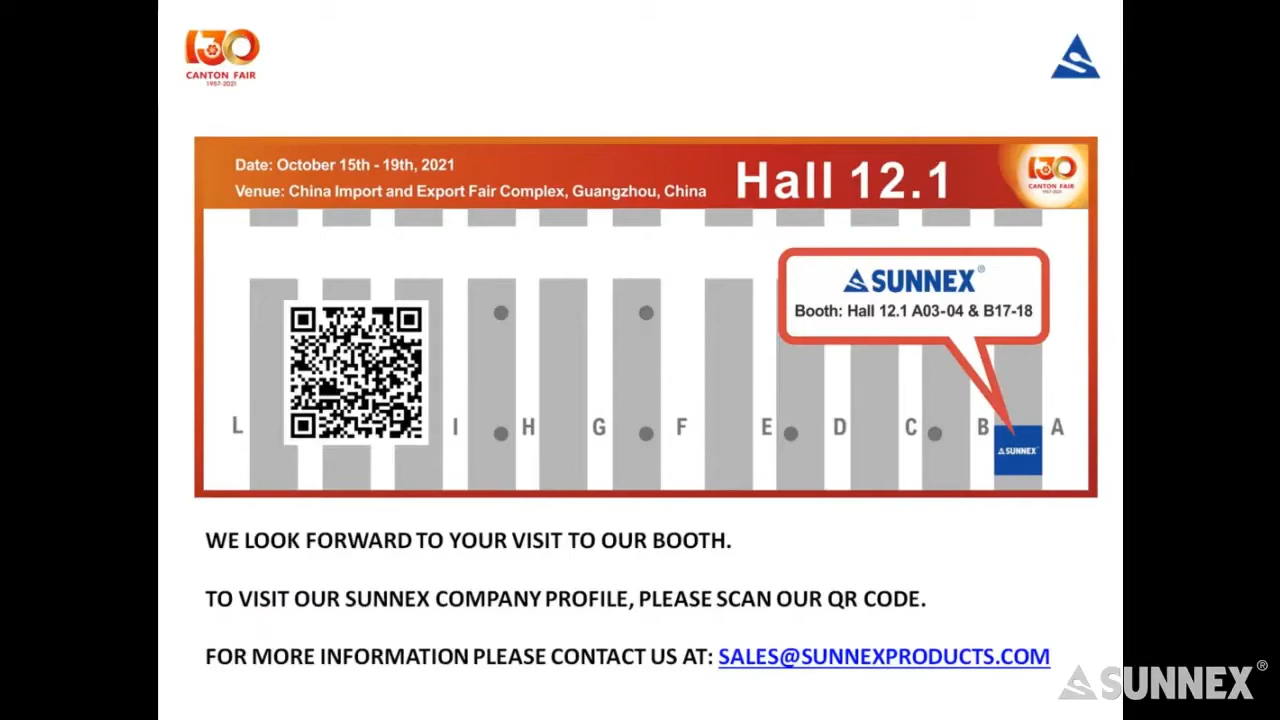 130
CANTON FAIR
1957-2021
Date: October 15th - 19th, 2021
Venue: China Import and Export Fair Complex, Guangzhou, China
Hall 12.1
130
CANTON FAIR
1957-2021
SUNNEX®
Booth: Hall 12.1 A03-04 & B17-18
L I H G F E D C B A
SUNNEX
WE LOOK FORWARD TO YOUR VISIT TO OUR BOOTH.
TO VISIT OUR SUNNEX COMPANY PROFILE, PLEASE SCAN OUR QR CODE.
FOR MORE INFORMATION PLEASE CONTACT US AT: SALES@SUNNEXPRODUCTS.COM
SUNNEX®